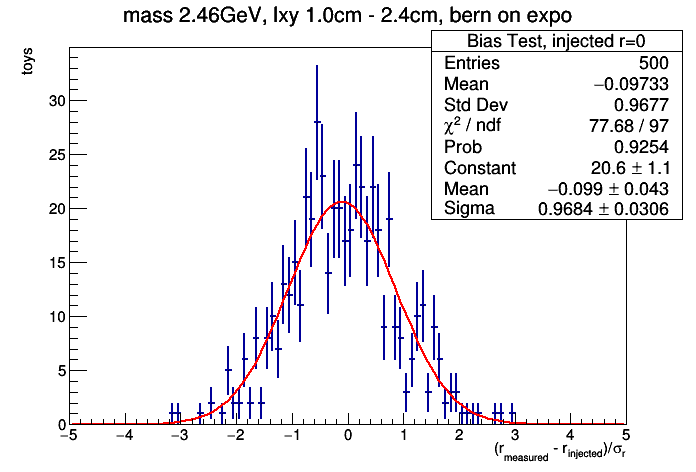 mass 2.46GeV, lxy 1.0cm - 2.4cm, bern on expo
Bias Test, injected r=0
Entries 500
Mean −0.09733
Std Dev 0.9677
χ² / ndf 77.68 / 97
Prob 0.9254
Constant 20.6 ± 1.1
Mean −0.099 ± 0.043
Sigma 0.9684 ± 0.0306
toys
30
25
20
15
10
5
0
−5 −4 −3 −2 −1 0 1 2 3 4 5
(r_measured - r_injected)/σ_r